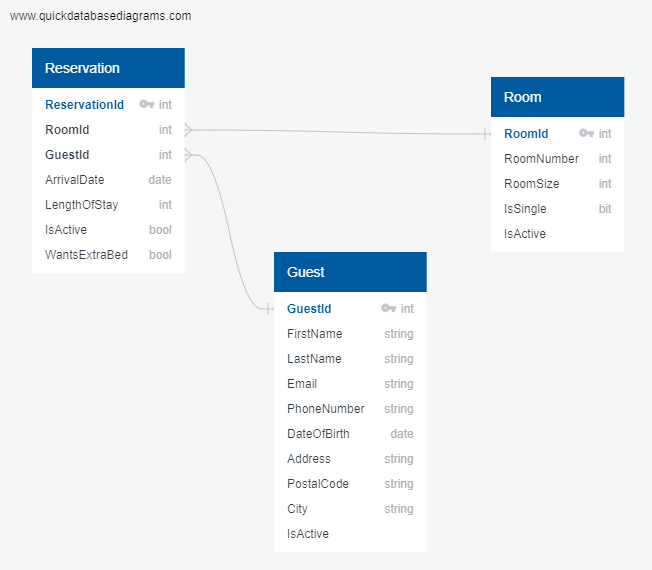 www.quickdatabasediagrams.com
Reservation
ReservationId int
RoomId int
GuestId int
ArrivalDate date
LengthOfStay int
IsActive bool
WantsExtraBed bool
Room
RoomId int
RoomNumber int
RoomSize int
IsSingle bit
IsActive
Guest
GuestId int
FirstName string
LastName string
Email string
PhoneNumber string
DateOfBirth date
Address string
PostalCode string
City string
IsActive